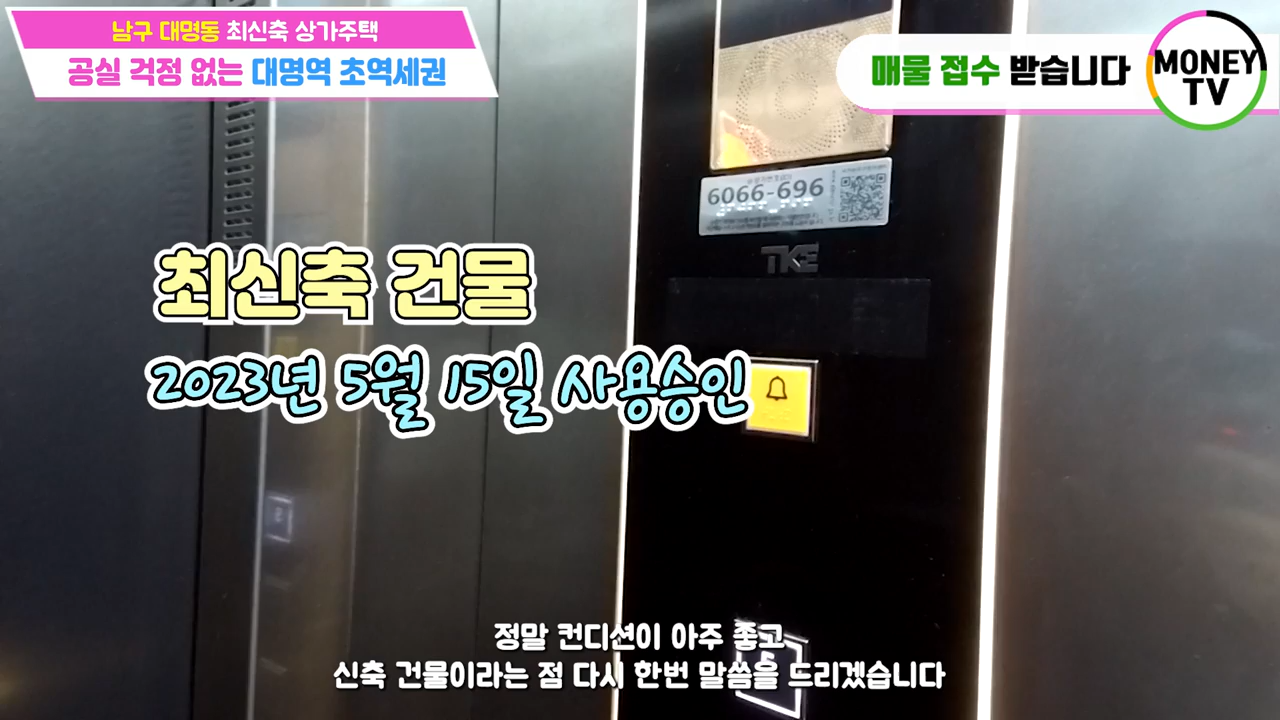 남구 대명동 최신축 상가주택
공실 걱정 없는 대명역 초역세권
매물 접수 받습니다
MONEY
TV
6066-696
TKE
최신축 건물
2023년 5월 15일 사용승인
정말 컨디션이 아주 좋고
신축 건물이라는 점 다시 한번 말씀을 드리겠습니다